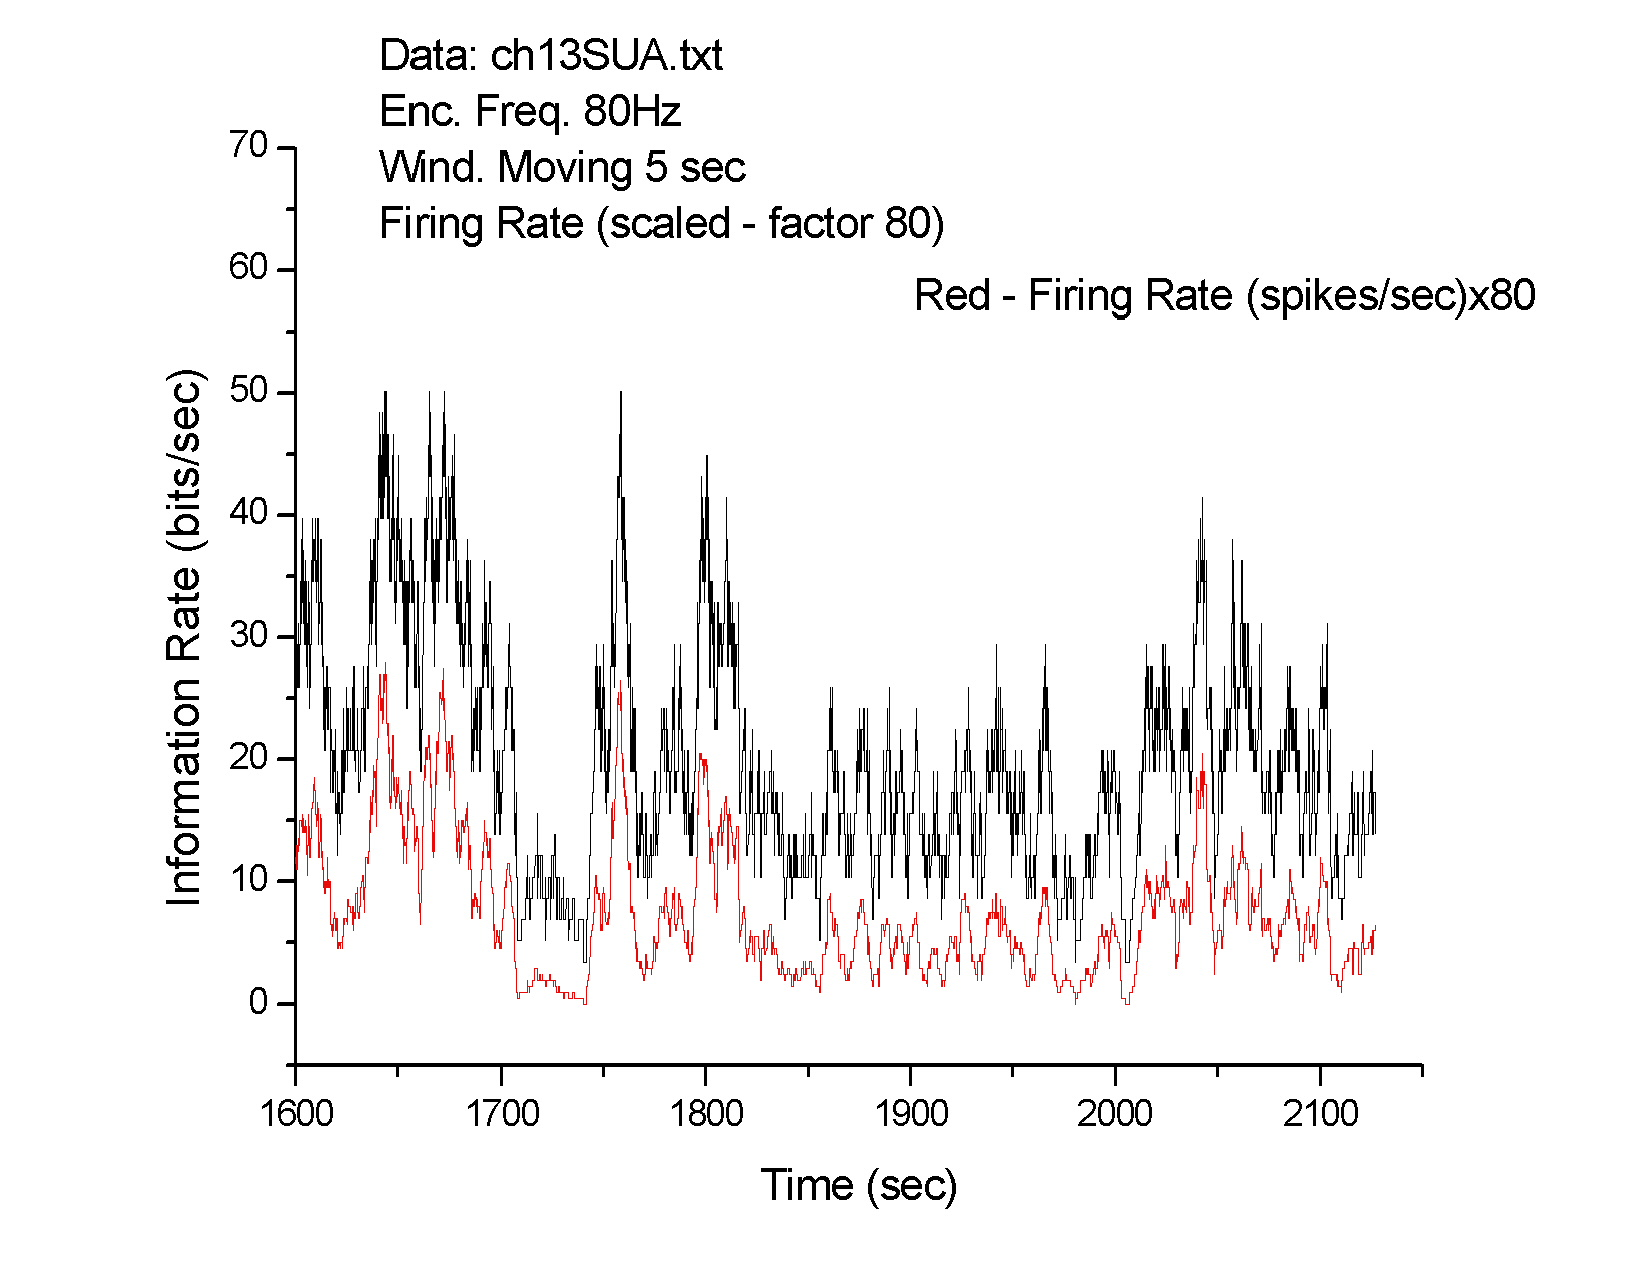 Data: ch13SUA.txt
Enc. Freq. 80Hz
Wind. Moving 5 sec
Firing Rate (scaled - factor 80)
Red - Firing Rate (spikes/sec)x80
Information Rate (bits/sec)
70
60
50
40
30
20
10
0
1600 1700 1800 1900 2000 2100
Time (sec)